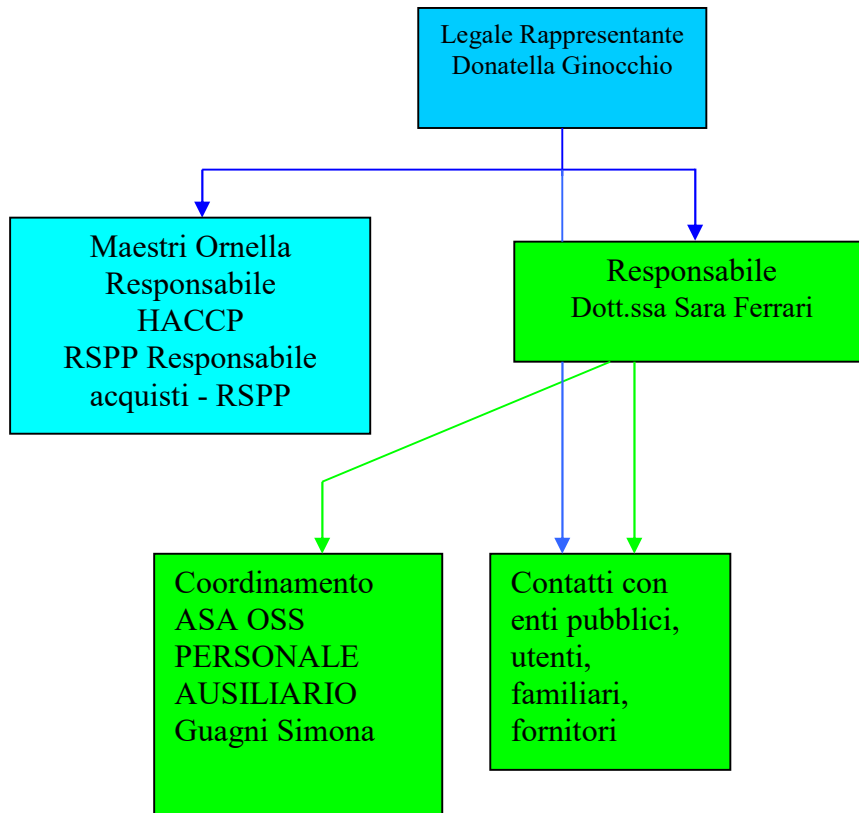 Legale Rappresentante
Donatella Ginocchio
Maestri Ornella
Responsabile
HACCP
RSPP Responsabile
acquisti - RSPP
Responsabile
Dott.ssa Sara Ferrari
Coordinamento
ASA OSS
PERSONALE
AUSILIARIO
Guagni Simona
Contatti con
enti pubblici,
utenti,
familiari,
fornitori